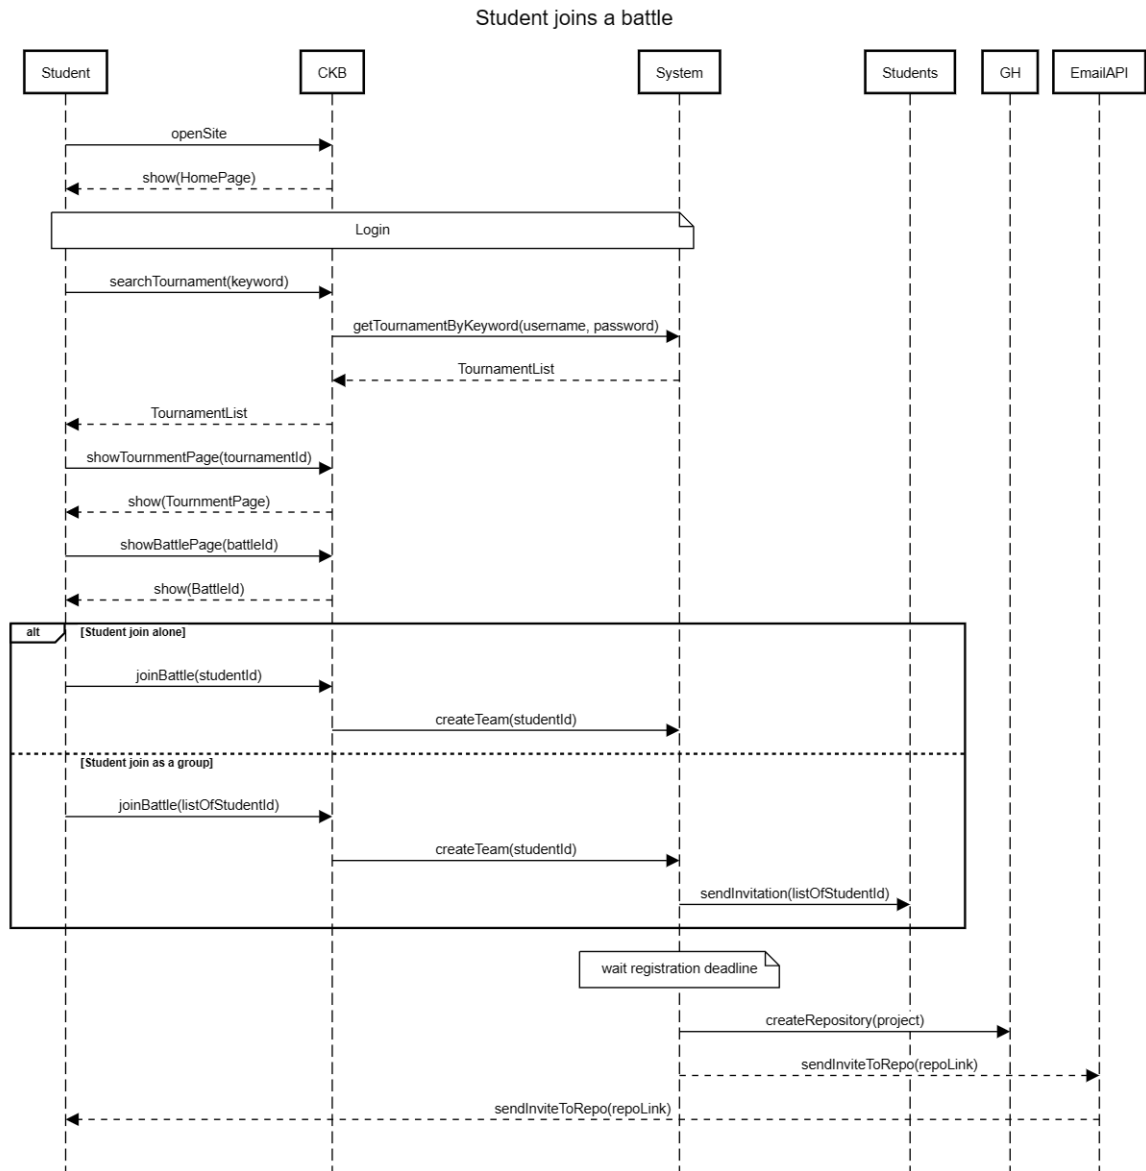 Student joins a battle
Student CKB System Students GH EmailAPI
openSite
show(HomePage)
Login
searchTournament(keyword)
getTournamentByKeyword(username, password)
TournamentList
TournamentList
showTournmentPage(tournamentId)
show(TournmentPage)
showBattlePage(battleId)
show(BattleId)
alt [Student join alone]
joinBattle(studentId)
createTeam(studentId)
[Student join as a group]
joinBattle(listOfStudentId)
createTeam(studentId)
sendInvitation(listOfStudentId)
wait registration deadline
createRepository(project)
sendInviteToRepo(repoLink)
sendInviteToRepo(repoLink)